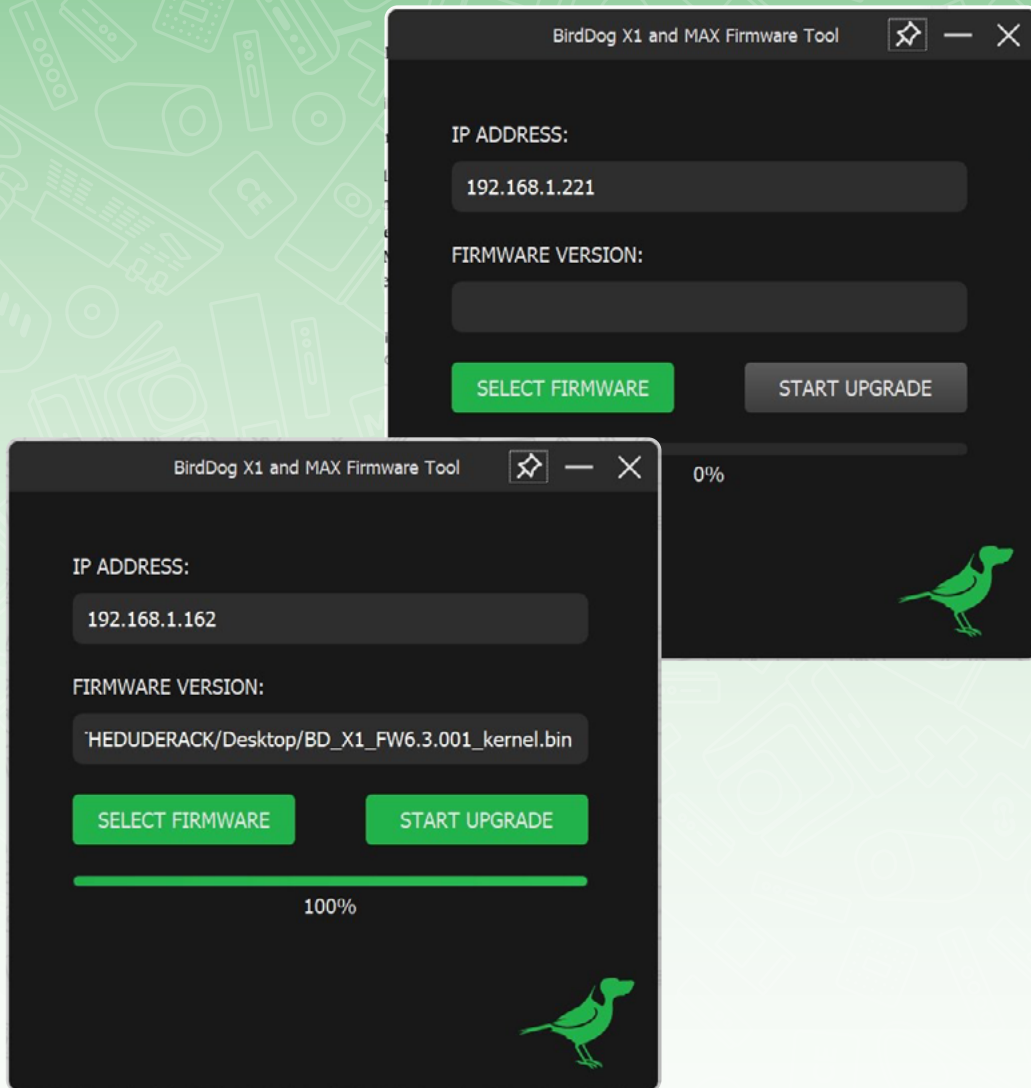 BirdDog X1 and MAX Firmware Tool
IP ADDRESS:
192.168.1.221
FIRMWARE VERSION:
SELECT FIRMWARE
START UPGRADE
0%
BirdDog X1 and MAX Firmware Tool
IP ADDRESS:
192.168.1.162
FIRMWARE VERSION:
HEDUDERACK/Desktop/BD_X1_FW6.3.001_kernel.bin
SELECT FIRMWARE
START UPGRADE
100%
CE